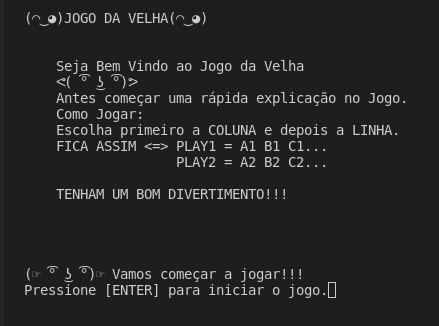 (◠‿◕)JOGO DA VELHA(◠‿◕)
Seja Bem Vindo ao Jogo da Velha
<(͡° ͜ʖ ͡°)>
Antes começar uma rápida explicação no Jogo.
Como Jogar:
Escolha primeiro a COLUNA e depois a LINHA.
FICA ASSIM <=> PLAY1 = A1 B1 C1...
PLAY2 = A2 B2 C2...
TENHAM UM BOM DIVERTIMENTO!!!
(☞ ͡° ͜ʖ ͡°)☞ Vamos começar a jogar!!!
Pressione [ENTER] para iniciar o jogo.